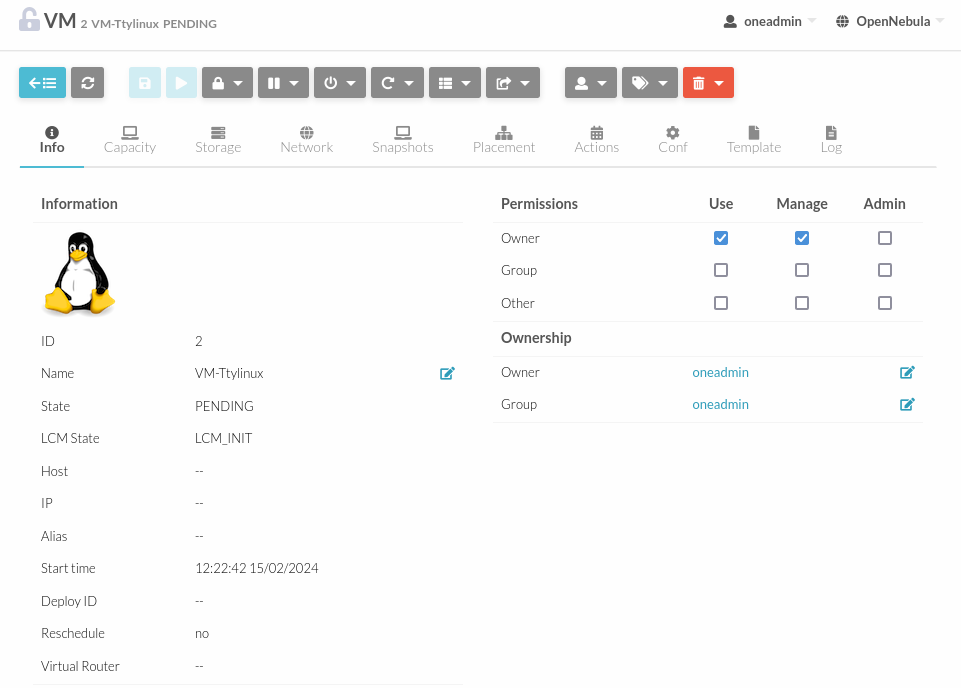 VM 2 VM-Ttylinux PENDING
oneadmin OpenNebula
Info Capacity Storage Network Snapshots Placement Actions Conf Template Log
Information
ID 2
Name VM-Ttylinux
State PENDING
LCM State LCM_INIT
Host --
IP --
Alias --
Start time 12:22:42 15/02/2024
Deploy ID --
Reschedule no
Virtual Router --
Permissions Use Manage Admin
Owner
Group
Other
Ownership
Owner oneadmin
Group oneadmin